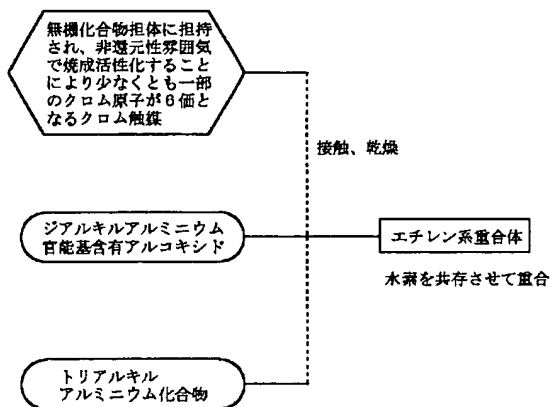 無機化合物担体に担持
され、非還元性雰囲気
で焼成活性化すること
により少なくとも一部
のクロム原子が6価と
なるクロム触媒
接触、乾燥
ジアルキルアルミニウム
官能基含有アルコキシド
エチレン系重合体
水素を共存させて重合
トリアルキル
アルミニウム化合物